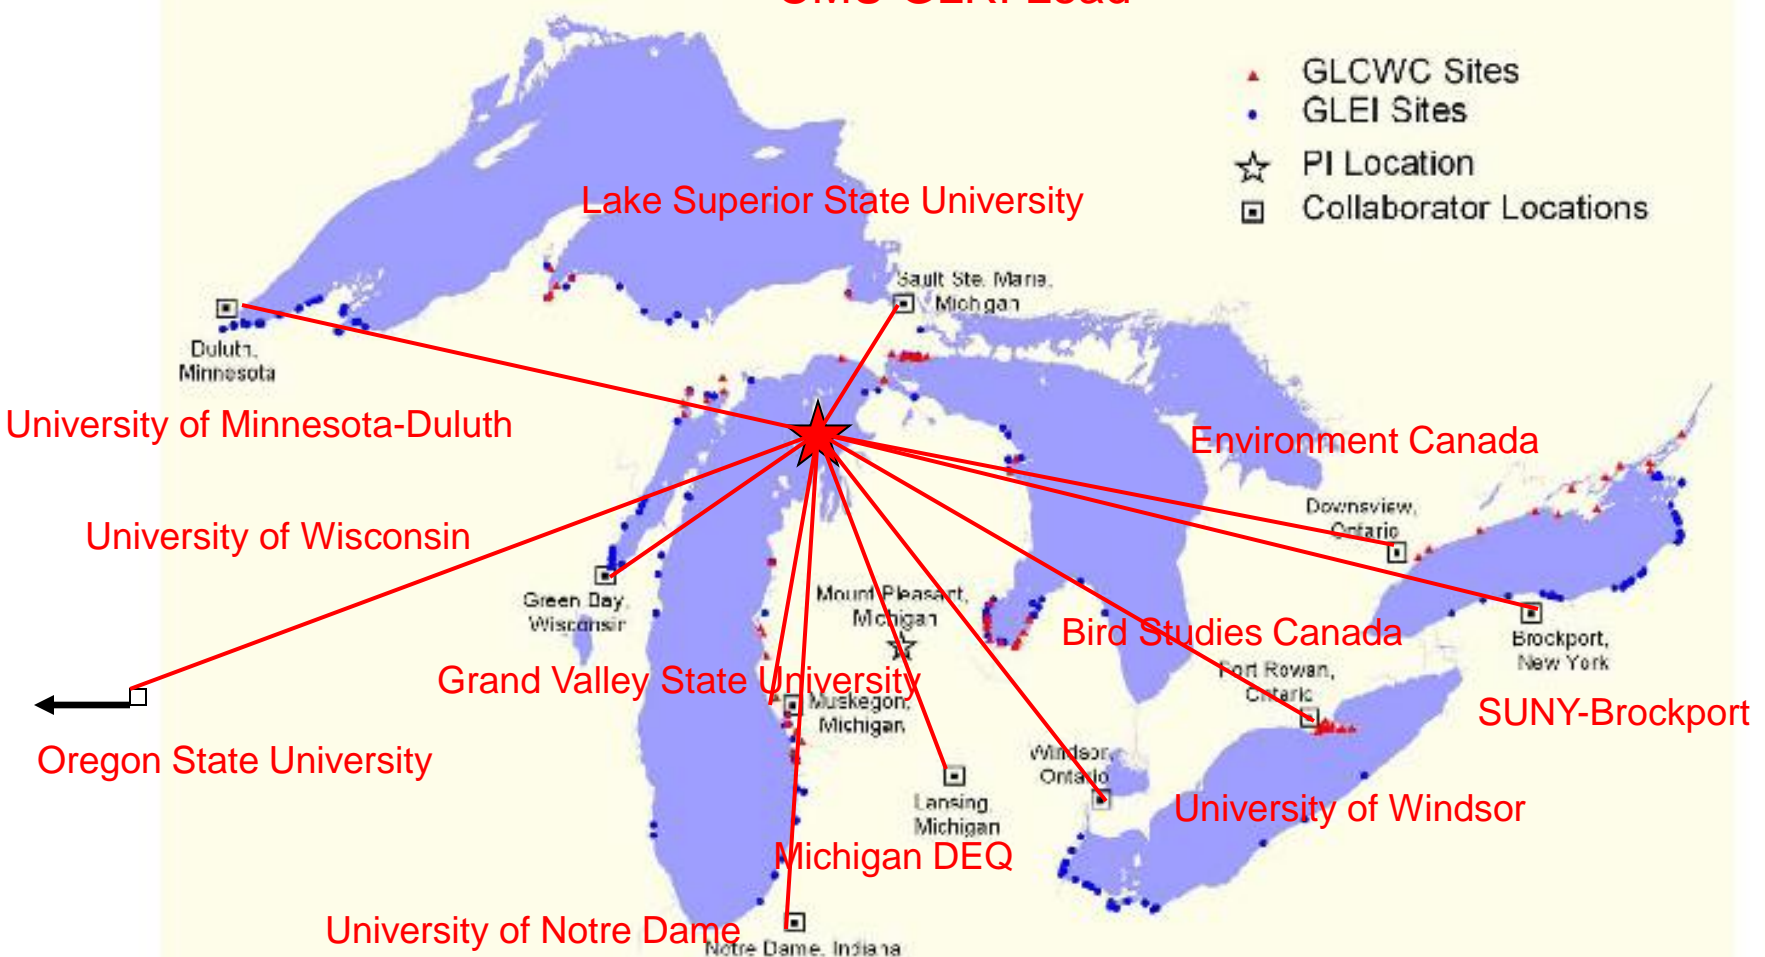 GLCWC Sites
GLEI Sites
PI Location
Collaborator Locations
Lake Superior State University
Sault Ste. Marie,
Michigan
Duluth,
Minnesota
University of Minnesota-Duluth
Environment Canada
Downsview,
Ontario
University of Wisconsin
Green Bay,
Wisconsin
Mount Pleasant,
Michigan
Bird Studies Canada
Brockport,
New York
Port Rowan,
Ontario
Grand Valley State University
Muskegon,
Michigan
SUNY-Brockport
Oregon State University
Windsor,
Ontario
Lansing,
Michigan
University of Windsor
Michigan DEQ
University of Notre Dame
Notre Dame, Indiana